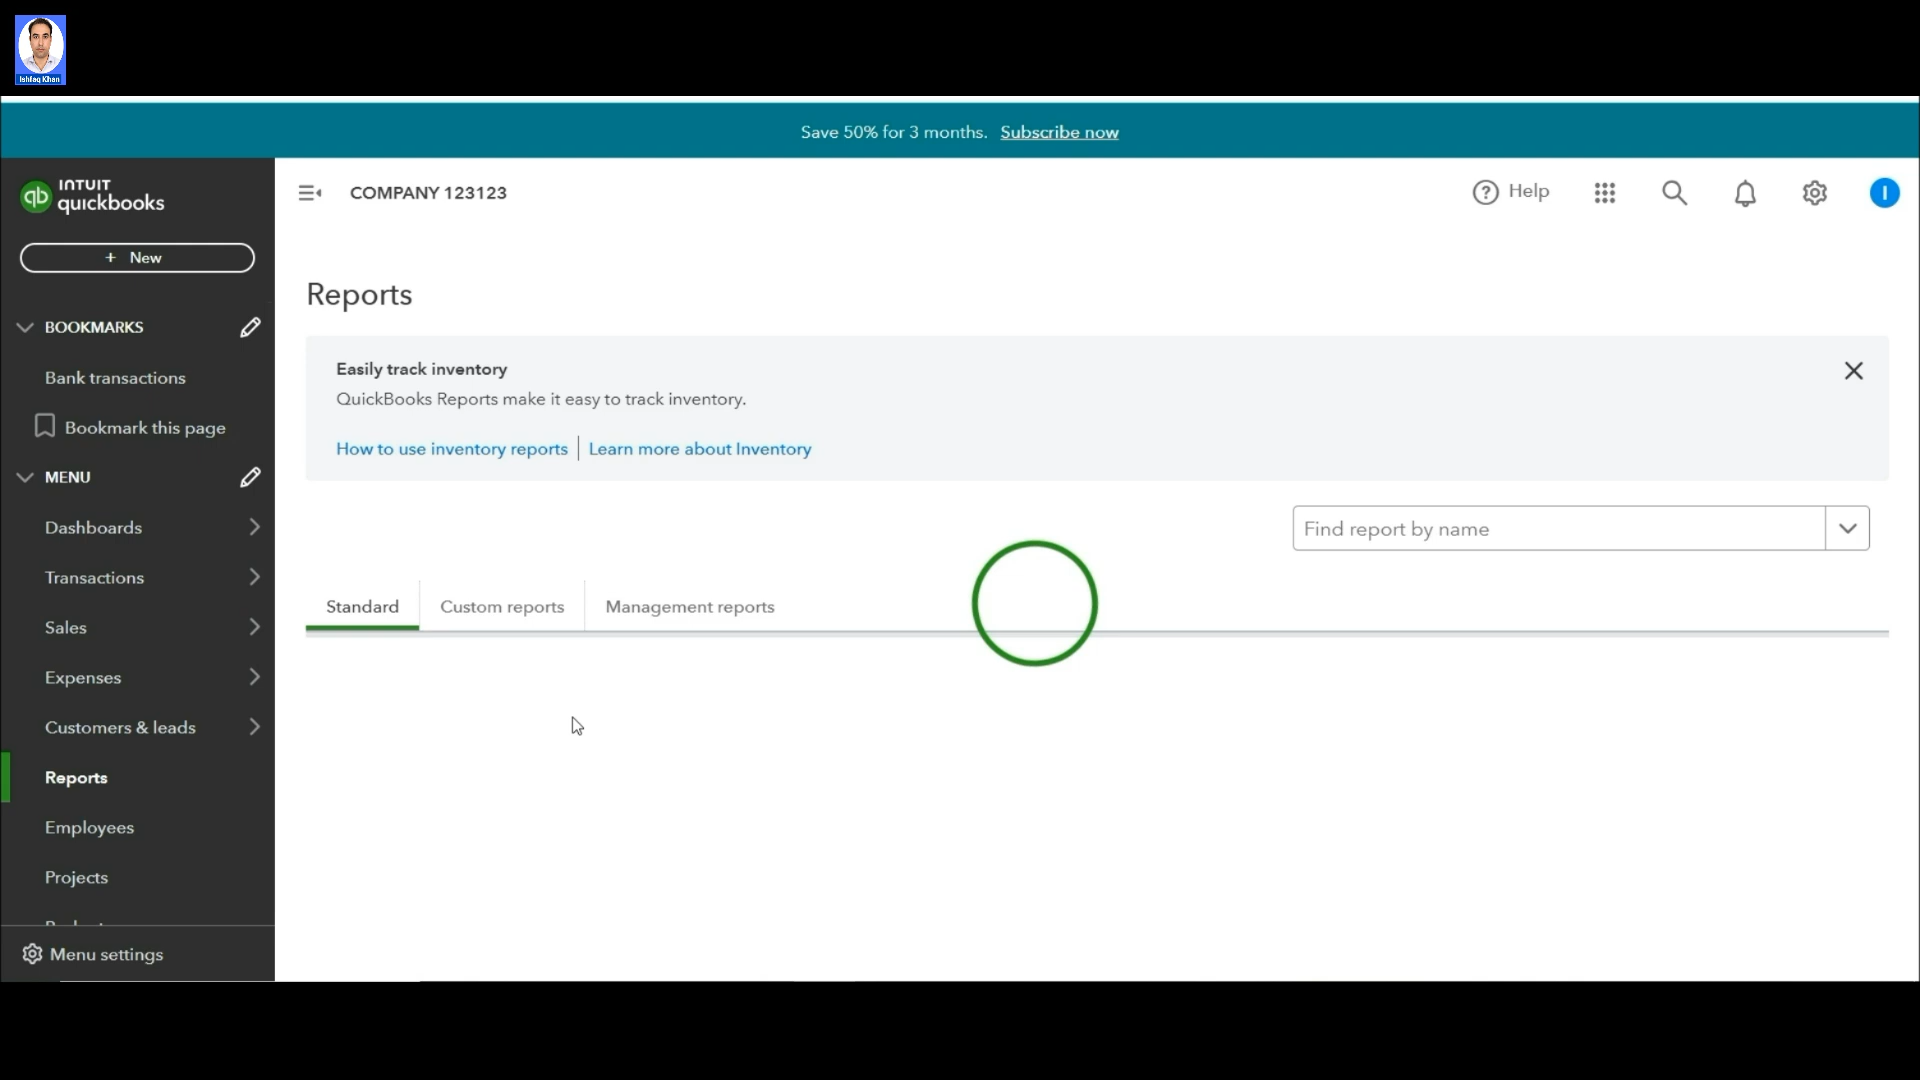 Ishfaq Khan
Save 50% for 3 months. Subscribe now
INTUIT
quickbooks
COMPANY 123123
Help
+ New
Reports
BOOKMARKS
Easily track inventory
QuickBooks Reports make it easy to track inventory.
Bank transactions
Bookmark this page
How to use inventory reports
Learn more about Inventory
MENU
Dashboards
Find report by name
Transactions
Standard
Custom reports
Management reports
Sales
Expenses
Customers & leads
Reports
Employees
Projects
Menu settings